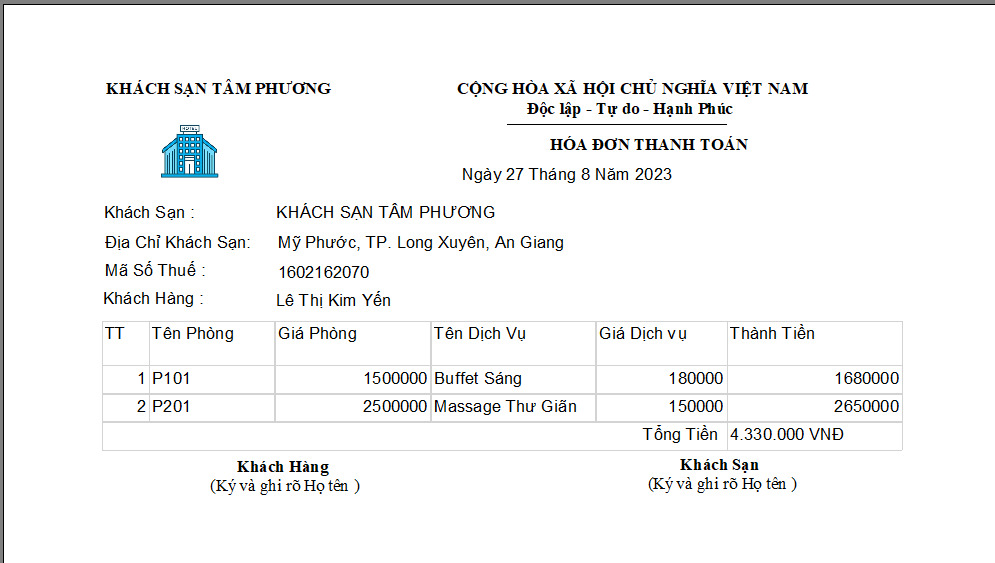 KHÁCH SẠN TÂM PHƯƠNG
CỘNG HÒA XÃ HỘI CHỦ NGHĨA VIỆT NAM
Độc lập - Tự do - Hạnh Phúc
HOTEL
HÓA ĐƠN THANH TOÁN
Ngày 27 Tháng 8 Năm 2023
Khách Sạn : KHÁCH SẠN TÂM PHƯƠNG
Địa Chỉ Khách Sạn: Mỹ Phước, TP. Long Xuyên, An Giang
Mã Số Thuế : 1602162070
Khách Hàng : Lê Thị Kim Yến
TT Tên Phòng Giá Phòng Tên Dịch Vụ Giá Dịch vụ Thành Tiền
1 P101 1500000 Buffet Sáng 180000 1680000
2 P201 2500000 Massage Thư Giãn 150000 2650000
Tổng Tiền 4.330.000 VNĐ
Khách Hàng Khách Sạn
(Ký và ghi rõ Họ tên ) (Ký và ghi rõ Họ tên )